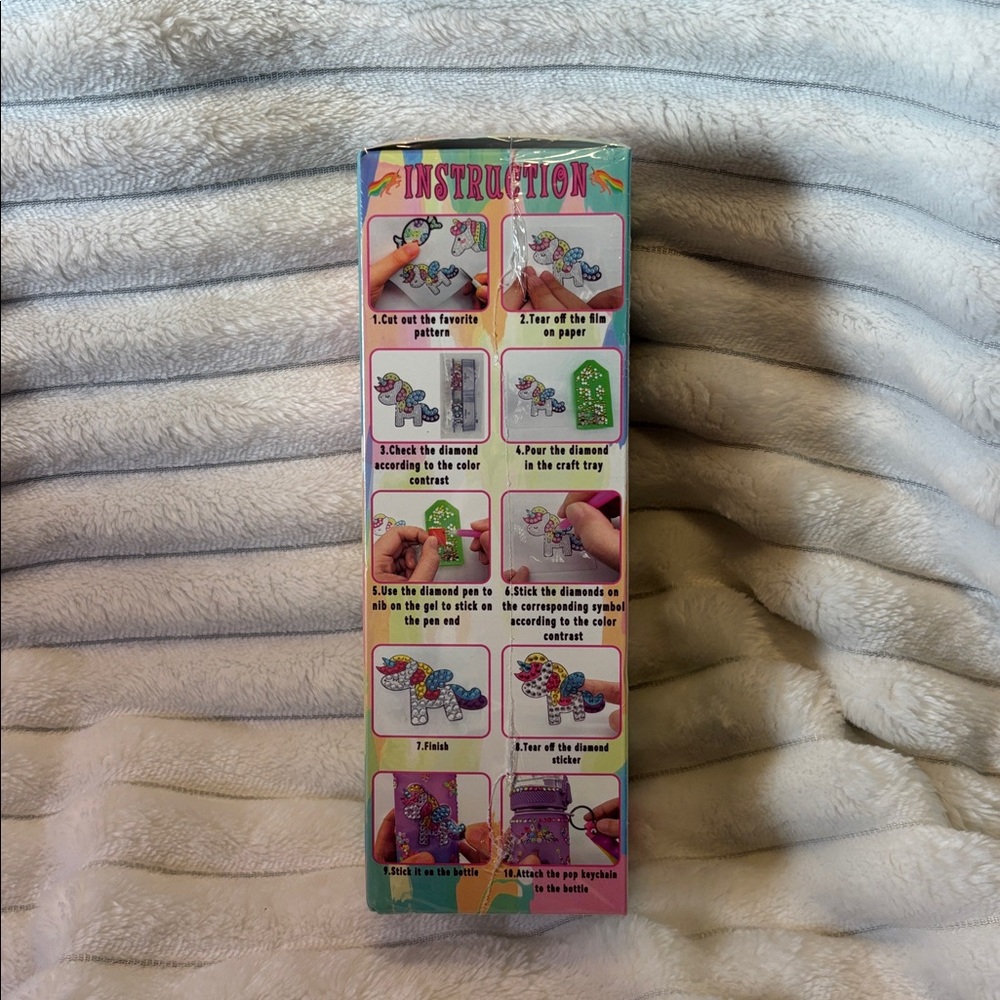 INSTRUCTION
1.Cut out the favorite
pattern
2.Tear off the film
on paper
3.Check the diamond
according to the color
contrast
4.Pour the diamond
in the craft tray
5.Use the diamond pen to
nib on the gel to stick on
the pen end
6.Stick the diamonds on
the corresponding symbol
according to the color
contrast
7.Finish
8.Tear off the diamond
sticker
9.Stick it on the bottle
10.Attach the pop keychain
to the bottle